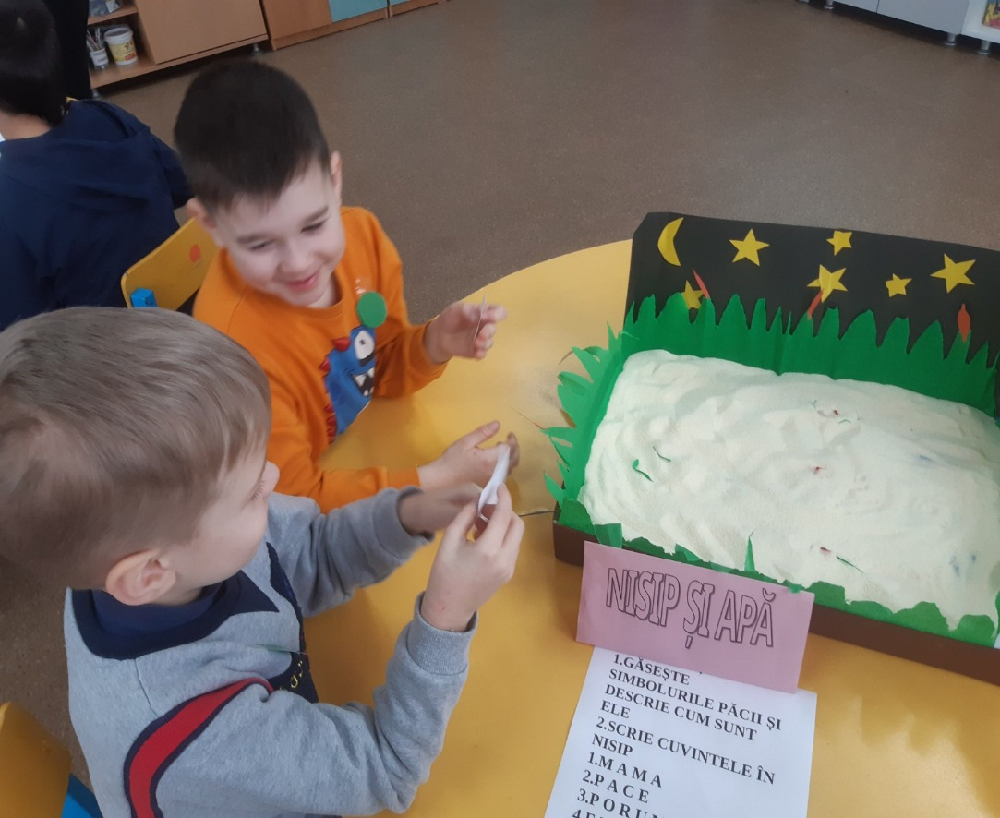 NISIP ȘI APĂ
1.GĂSEȘTE
SIMBOLURILE PĂCII ȘI
DESCRIE CUM SUNT
ELE
2.SCRIE CUVINTELE ÎN
NISIP
1.M A M A
2.P A C E